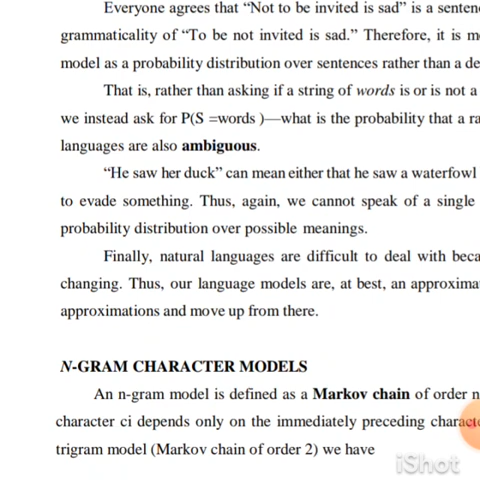 Everyone agrees that “Not to be invited is sad” is a
grammaticality of “To be not invited is sad.” Therefore, it is
model as a probability distribution over sentences rather than a
That is, rather than asking if a string of words is or is not a
we instead ask for P(S =words )—what is the probability that a
languages are also ambiguous.
“He saw her duck” can mean either that he saw a waterfowl
to evade something. Thus, again, we cannot speak of a single
probability distribution over possible meanings.
Finally, natural languages are difficult to deal with
changing. Thus, our language models are, at best, an
approximations and move up from there.
N-GRAM CHARACTER MODELS
An n-gram model is defined as a Markov chain of order
character ci depends only on the immediately preceding
trigram model (Markov chain of order 2) we have
iShot